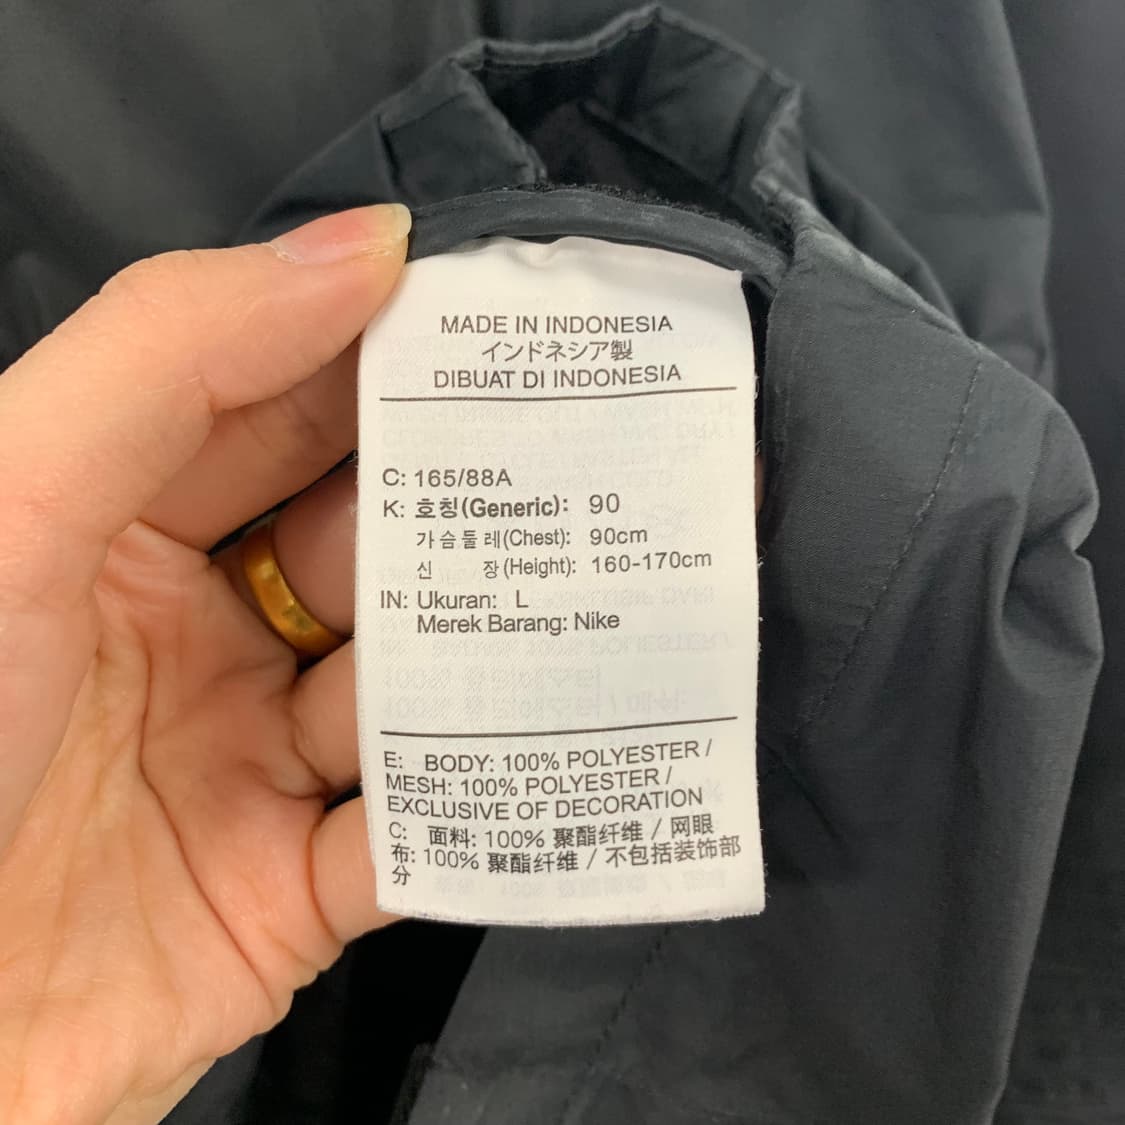 MADE IN INDONESIA
インドネシア製
DIBUAT DI INDONESIA
C: 165/88A
K: 호칭(Generic): 90
가슴둘레(Chest): 90cm
신 장(Height): 160-170cm
IN: Ukuran: L
Merek Barang: Nike
E: BODY: 100% POLYESTER /
MESH: 100% POLYESTER /
EXCLUSIVE OF DECORATION
C: 面料: 100% 聚酯纤维 / 网眼
布: 100% 聚酯纤维 / 不包括装饰部
分